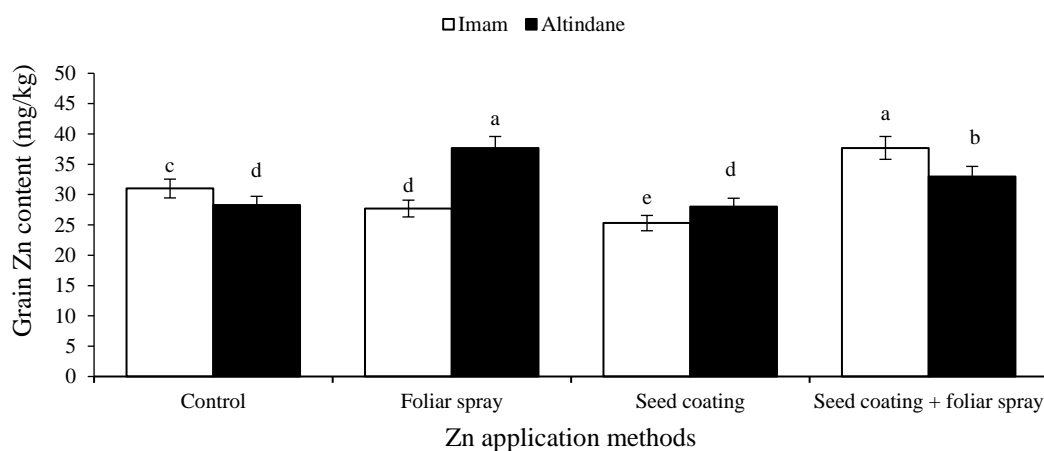 Imam Altindane
Grain Zn content (mg/kg)
50
45
40
35
30
25
20
15
10
5
0
c
d
d
a
e
d
a
b
Control Foliar spray Seed coating Seed coating + foliar spray
Zn application methods